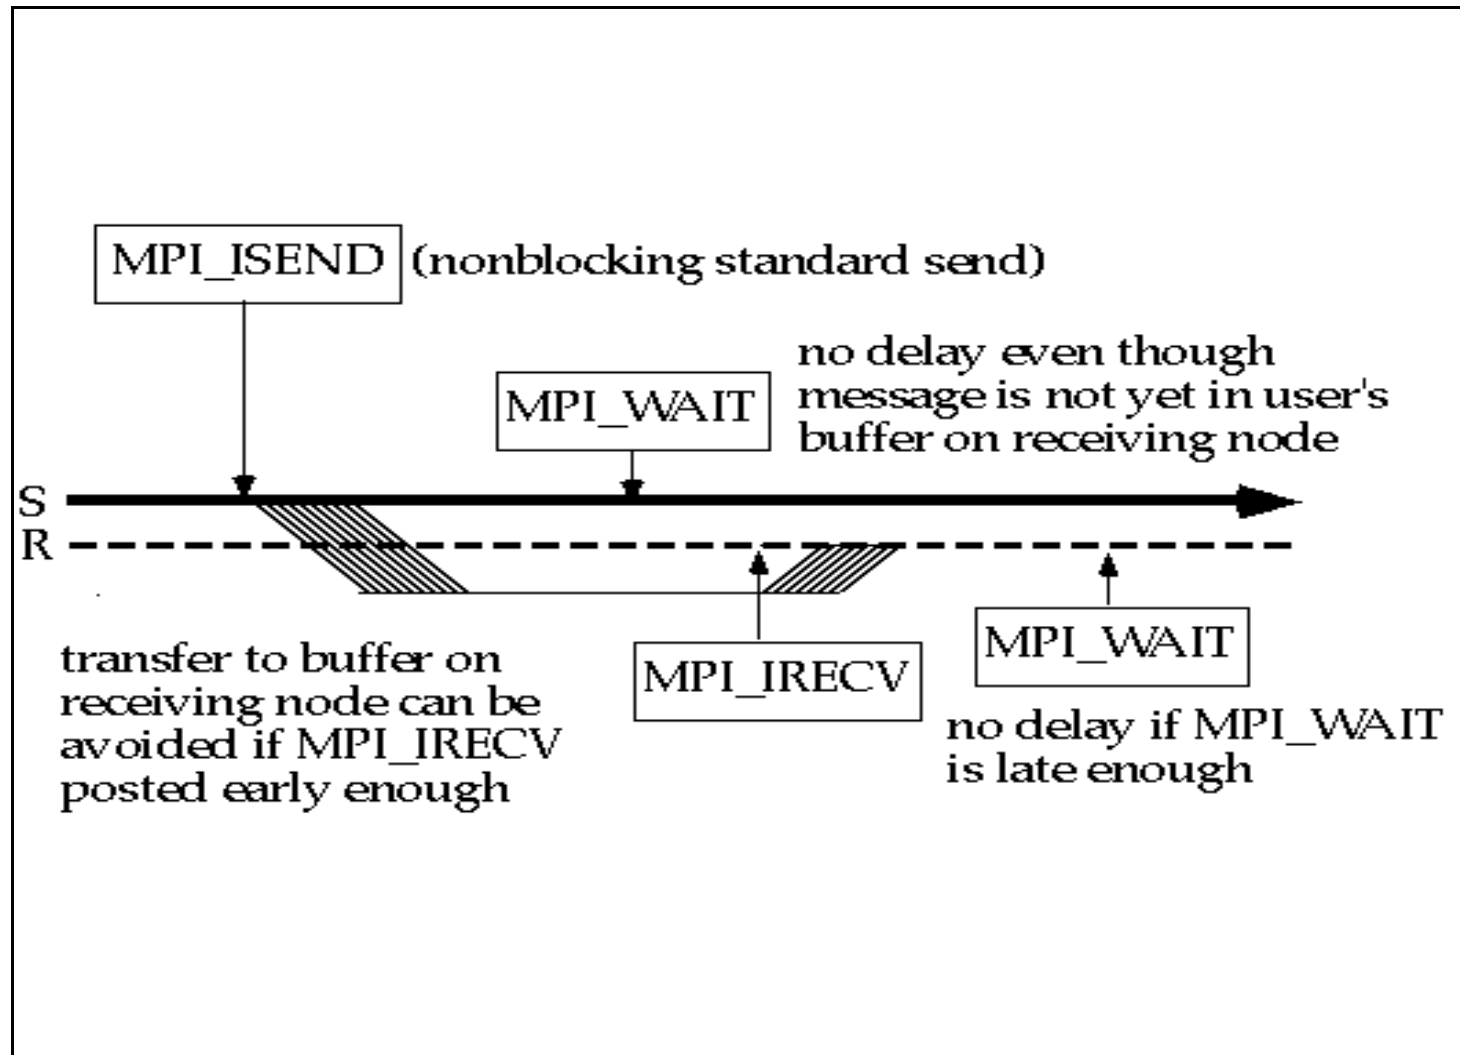 MPI_ISEND (nonblocking standard send)
no delay even though
message is not yet in user's
buffer on receiving node
MPI_WAIT
S
R
transfer to buffer on
receiving node can be
avoided if MPI_IRECV
posted early enough
MPI_IRECV
MPI_WAIT
no delay if MPI_WAIT
is late enough